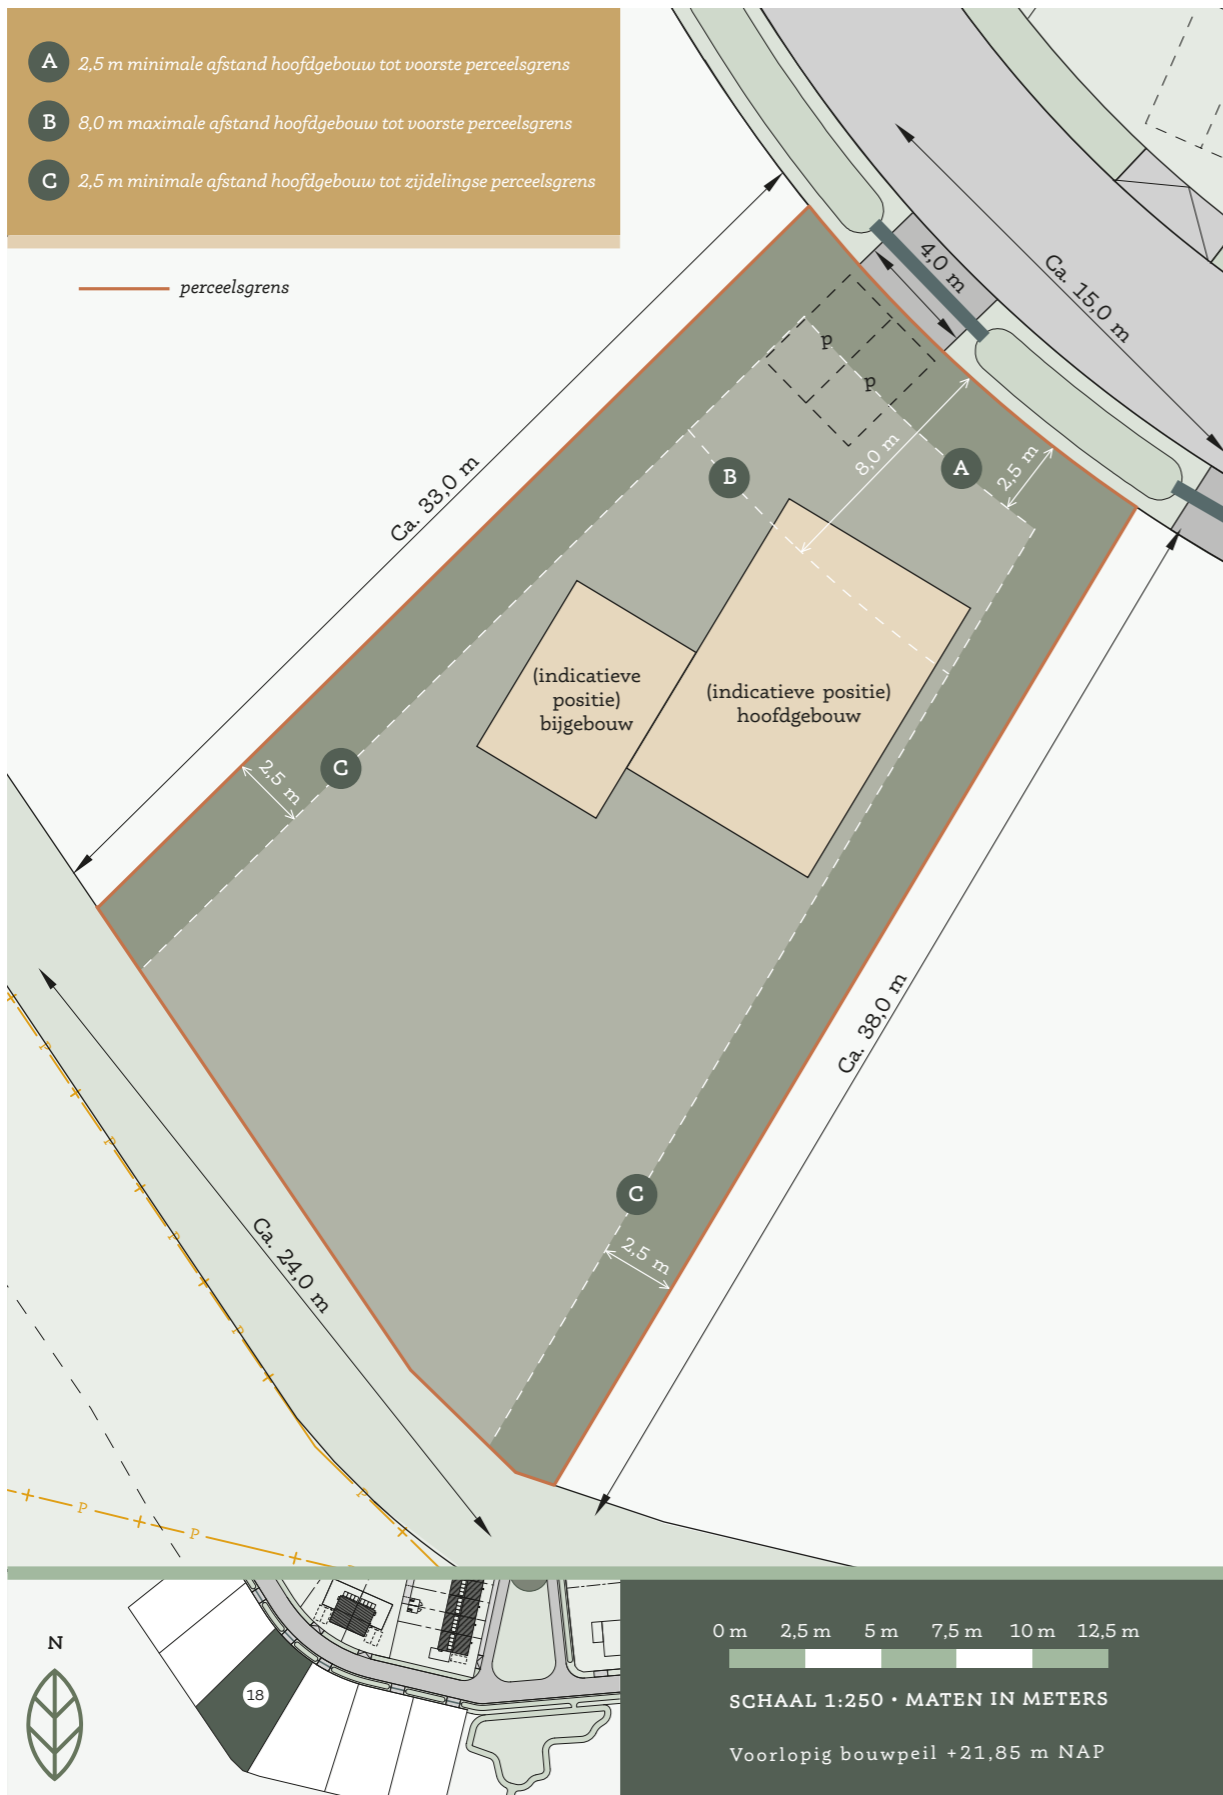 A 2,5 m minimale afstand hoofdgebouw tot voorste perceelsgrens
B 8,0 m maximale afstand hoofdgebouw tot voorste perceelsgrens
C 2,5 m minimale afstand hoofdgebouw tot zijdelingse perceelsgrens
perceelsgrens
4,0 m
Ca. 15,0 m
p
p
8,0 m
A
2,5 m
B
Ca. 33,0 m
(indicatieve
positie)
bijgebouw
(indicatieve positie)
hoofdgebouw
C
2,5 m
Ca. 38,0 m
C
2,5 m
Ca. 24,0 m
P
P
P
P
P
P
P
N
18
0 m 2,5 m 5 m 7,5 m 10 m 12,5 m
SCHAAL 1:250 • MATEN IN METERS
Voorlopig bouwpeil +21,85 m NAP